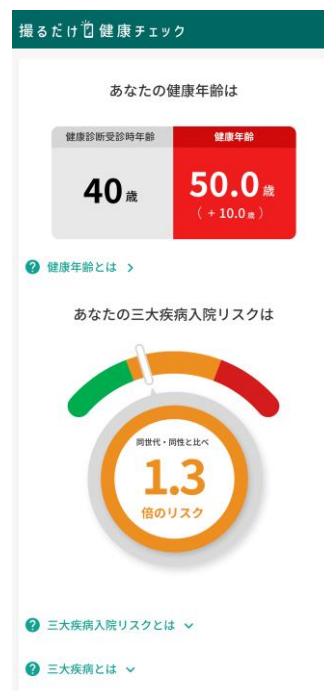 撮るだけ健康チェック
あなたの健康年齢は
健康診断受診時年齢
健康年齢
40歳
50.0歳
（ + 10.0歳 ）
? 健康年齢とは
あなたの三大疾病入院リスクは
同世代・同性と比べ
1.3
倍のリスク
? 三大疾病入院リスクとは
? 三大疾病とは